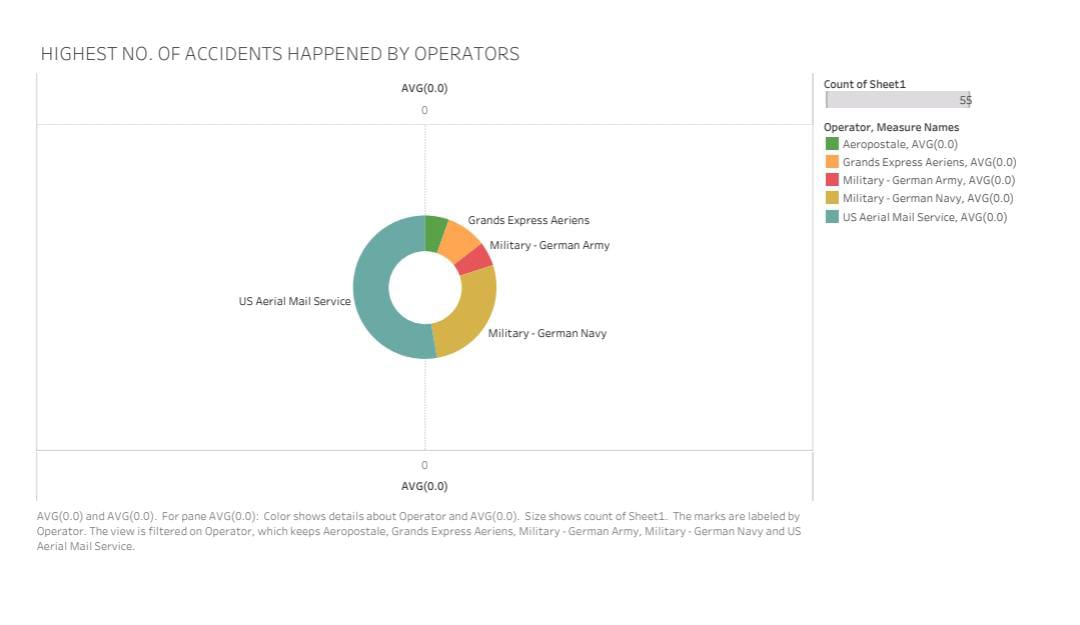 HIGHEST NO. OF ACCIDENTS HAPPENED BY OPERATORS
AVG(0.0)
0
Grands Express Aeriens
Military - German Army
US Aerial Mail Service
Military - German Navy
0
AVG(0.0)
Count of Sheet1
55
Operator, Measure Names
Aeropostale, AVG(0.0)
Grands Express Aeriens, AVG(0.0)
Military - German Army, AVG(0.0)
Military - German Navy, AVG(0.0)
US Aerial Mail Service, AVG(0.0)
AVG(0.0) and AVG(0.0).  For pane AVG(0.0):  Color shows details about Operator and AVG(0.0).  Size shows count of Sheet1.  The marks are labeled by
Operator. The view is filtered on Operator, which keeps Aeropostale, Grands Express Aeriens, Military - German Army, Military - German Navy and US
Aerial Mail Service.